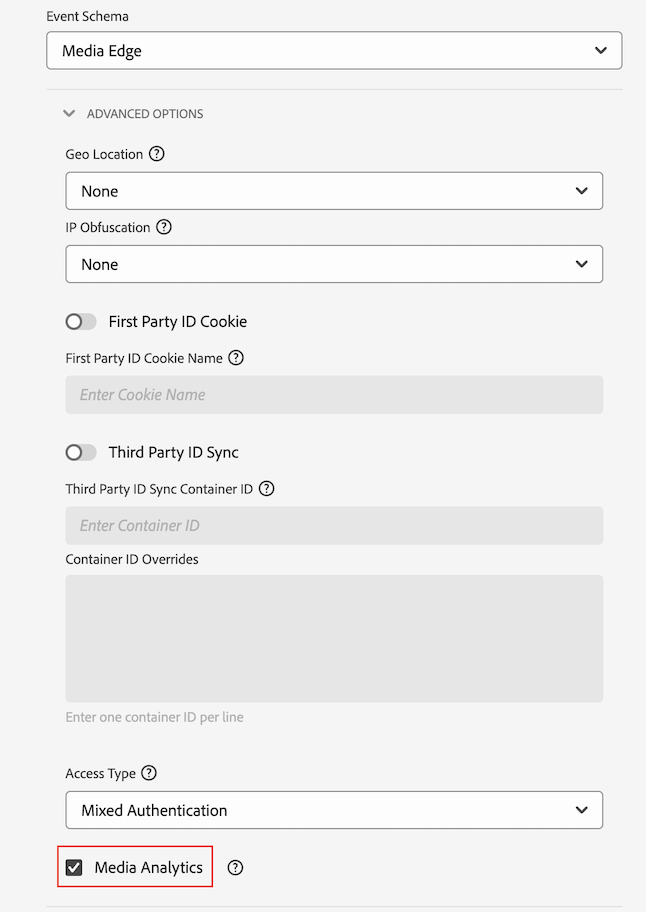 Event Schema
Media Edge
ADVANCED OPTIONS
Geo Location ?
None
IP Obfuscation ?
None
First Party ID Cookie
First Party ID Cookie Name ?
Enter Cookie Name
Third Party ID Sync
Third Party ID Sync Container ID ?
Enter Container ID
Container ID Overrides
Enter one container ID per line
Access Type ?
Mixed Authentication
Media Analytics ?